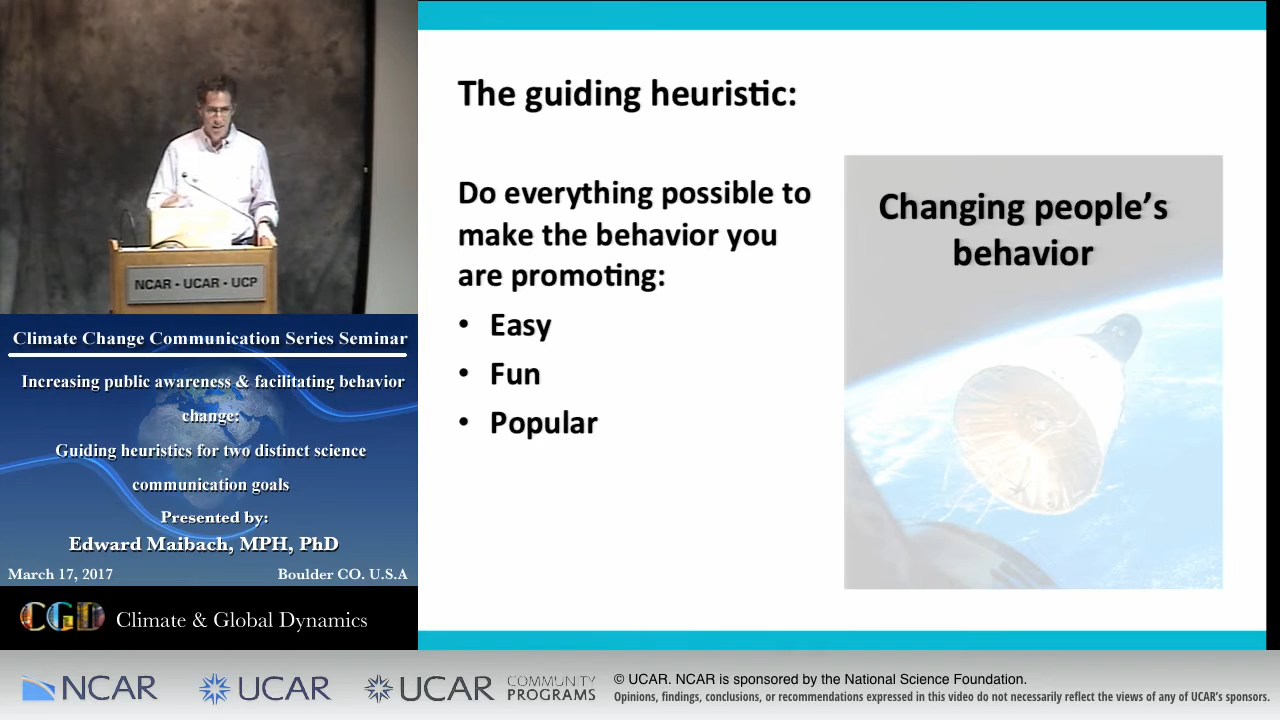 NCAR • UCAR • UCP
Climate Change Communication Series Seminar
Increasing public awareness & facilitating behavior
change:
Guiding heuristics for two distinct science
communication goals
Presented by:
Edward Maibach, MPH, PhD
March 17, 2017 Boulder CO. U.S.A
CGD Climate & Global Dynamics
The guiding heuristic:
Do everything possible to
make the behavior you
are promoting:
• Easy
• Fun
• Popular
Changing people's
behavior
NCAR UCAR UCAR COMMUNITY PROGRAMS
© UCAR. NCAR is sponsored by the National Science Foundation.
Opinions, findings, conclusions, or recommendations expressed in this video do not necessarily reflect the views of any of UCAR's sponsors.